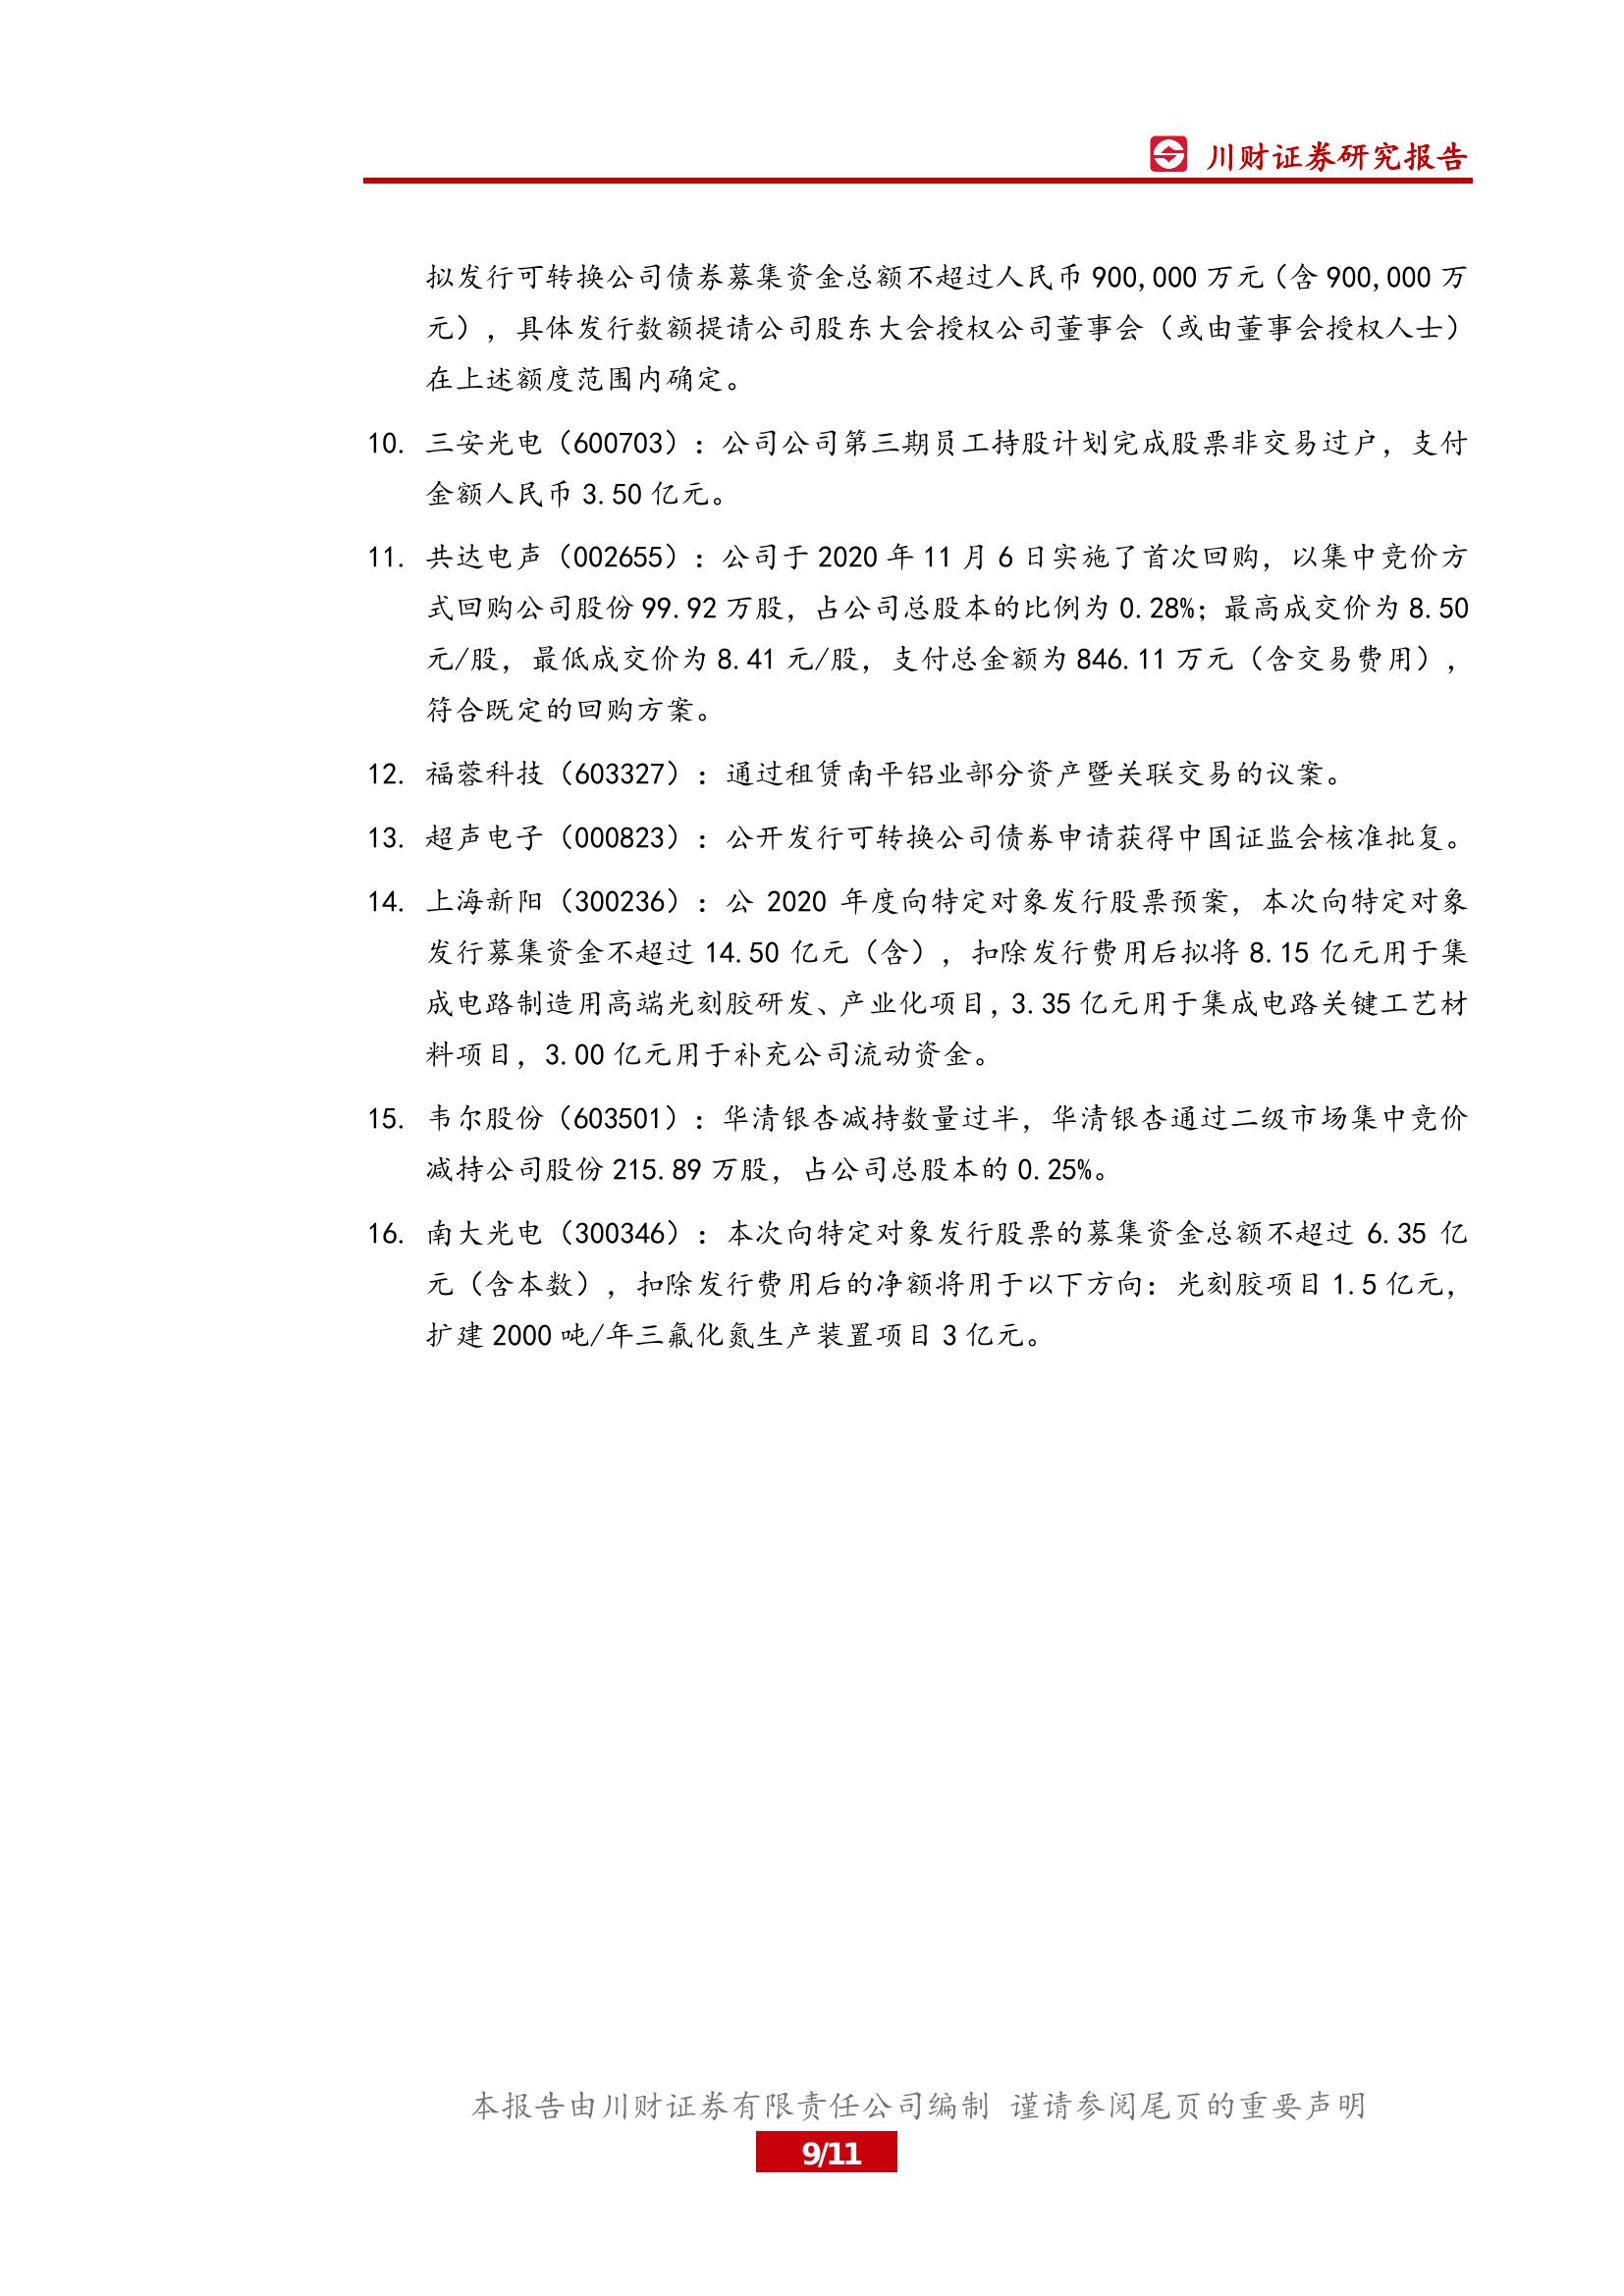 川财证券研究报告
拟发行可转换公司债券募集资金总额不超过人民币 900,000 万元（含 900,000 万
元），具体发行数额提请公司股东大会授权公司董事会（或由董事会授权人士）
在上述额度范围内确定。
10. 三安光电（600703）：公司公司第三期员工持股计划完成股票非交易过户，支付
金额人民币 3.50 亿元。
11. 共达电声（002655）：公司于 2020 年 11 月 6 日实施了首次回购，以集中竞价方
式回购公司股份 99.92 万股，占公司总股本的比例为 0.28%；最高成交价为 8.50
元/股，最低成交价为 8.41 元/股，支付总金额为 846.11 万元（含交易费用），
符合既定的回购方案。
12. 福蓉科技（603327）：通过租赁南平铝业部分资产暨关联交易的议案。
13. 超声电子（000823）：公开发行可转换公司债券申请获得中国证监会核准批复。
14. 上海新阳（300236）：公 2020 年度向特定对象发行股票预案，本次向特定对象
发行募集资金不超过 14.50 亿元（含），扣除发行费用后拟将 8.15 亿元用于集
成电路制造用高端光刻胶研发、产业化项目，3.35 亿元用于集成电路关键工艺材
料项目，3.00 亿元用于补充公司流动资金。
15. 韦尔股份（603501）：华清银杏减持数量过半，华清银杏通过二级市场集中竞价
减持公司股份 215.89 万股，占公司总股本的 0.25%。
16. 南大光电（300346）：本次向特定对象发行股票的募集资金总额不超过 6.35 亿
元（含本数），扣除发行费用后的净额将用于以下方向：光刻胶项目 1.5 亿元，
扩建 2000 吨/年三氟化氮生产装置项目 3 亿元。
本报告由川财证券有限责任公司编制 谨请参阅尾页的重要声明
9/11